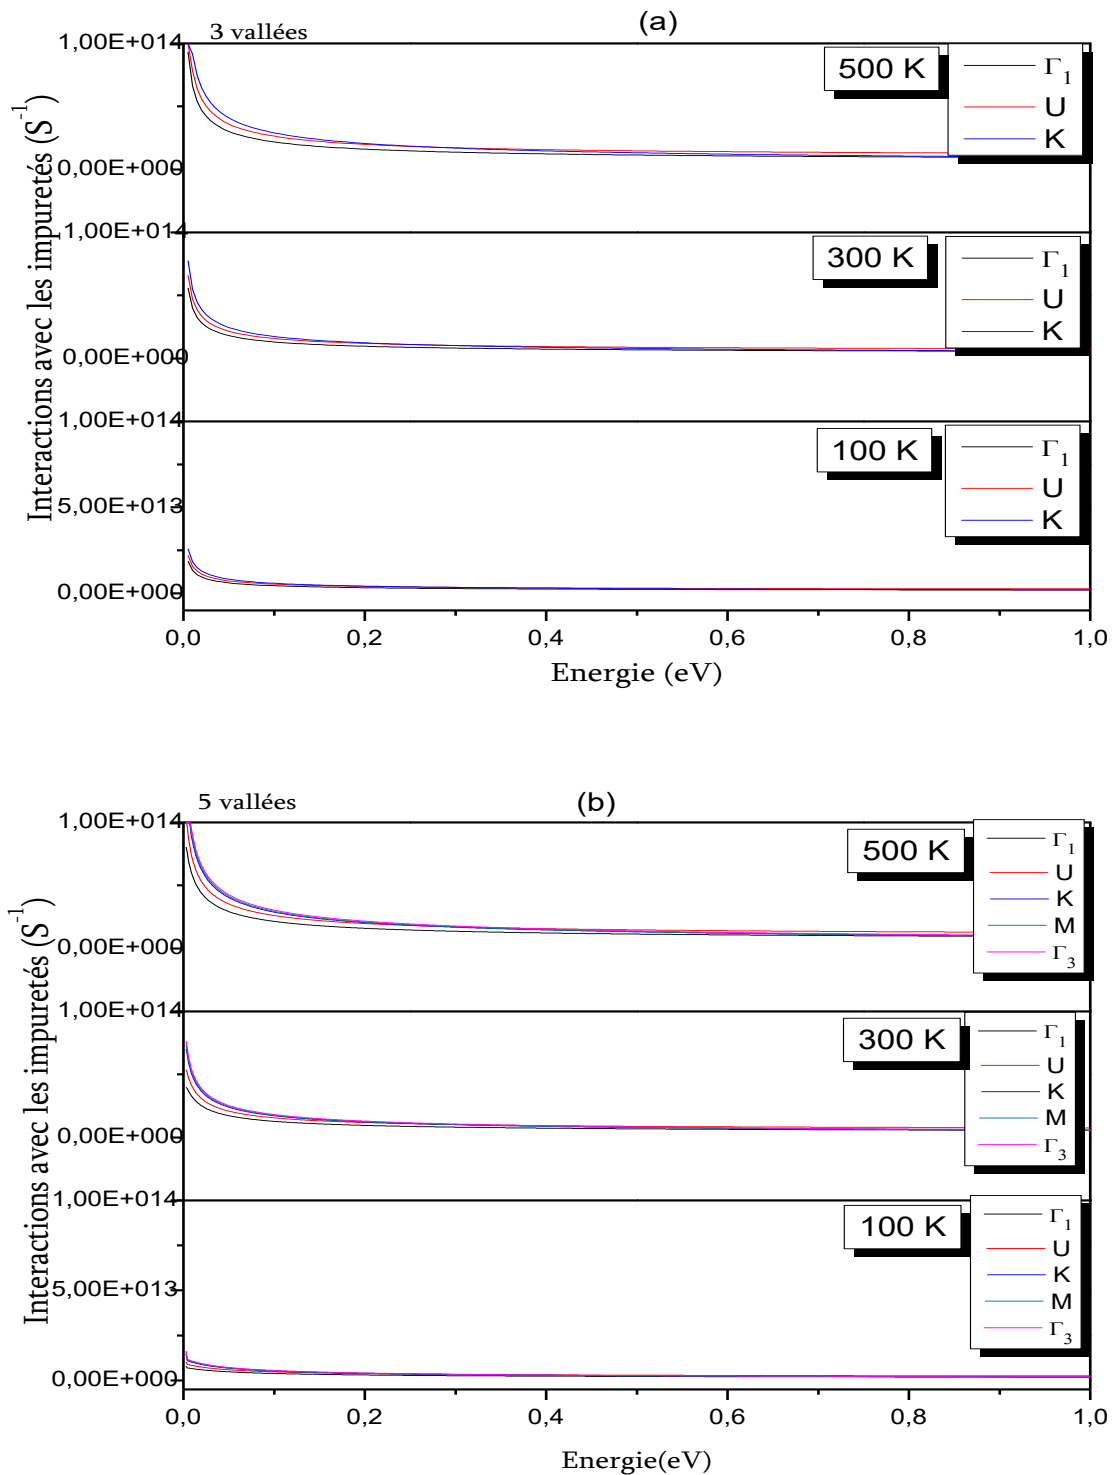 3 vallées
(a)
Interactions avec les impuretés (S⁻¹)
1,00E+014
0,00E+000
500 K
Γ₁
U
K
1,00E+014
0,00E+000
300 K
Γ₁
U
K
1,00E+014
5,00E+013
0,00E+000
100 K
Γ₁
U
K
0,0 0,2 0,4 0,6 0,8 1,0
Energie (eV)
5 vallées
(b)
Interactions avec les impuretés (S⁻¹)
1,00E+014
0,00E+000
500 K
Γ₁
U
K
M
Γ₃
1,00E+014
0,00E+000
300 K
Γ₁
U
K
M
Γ₃
1,00E+014
5,00E+013
0,00E+000
100 K
Γ₁
U
K
M
Γ₃
0,0 0,2 0,4 0,6 0,8 1,0
Energie(eV)